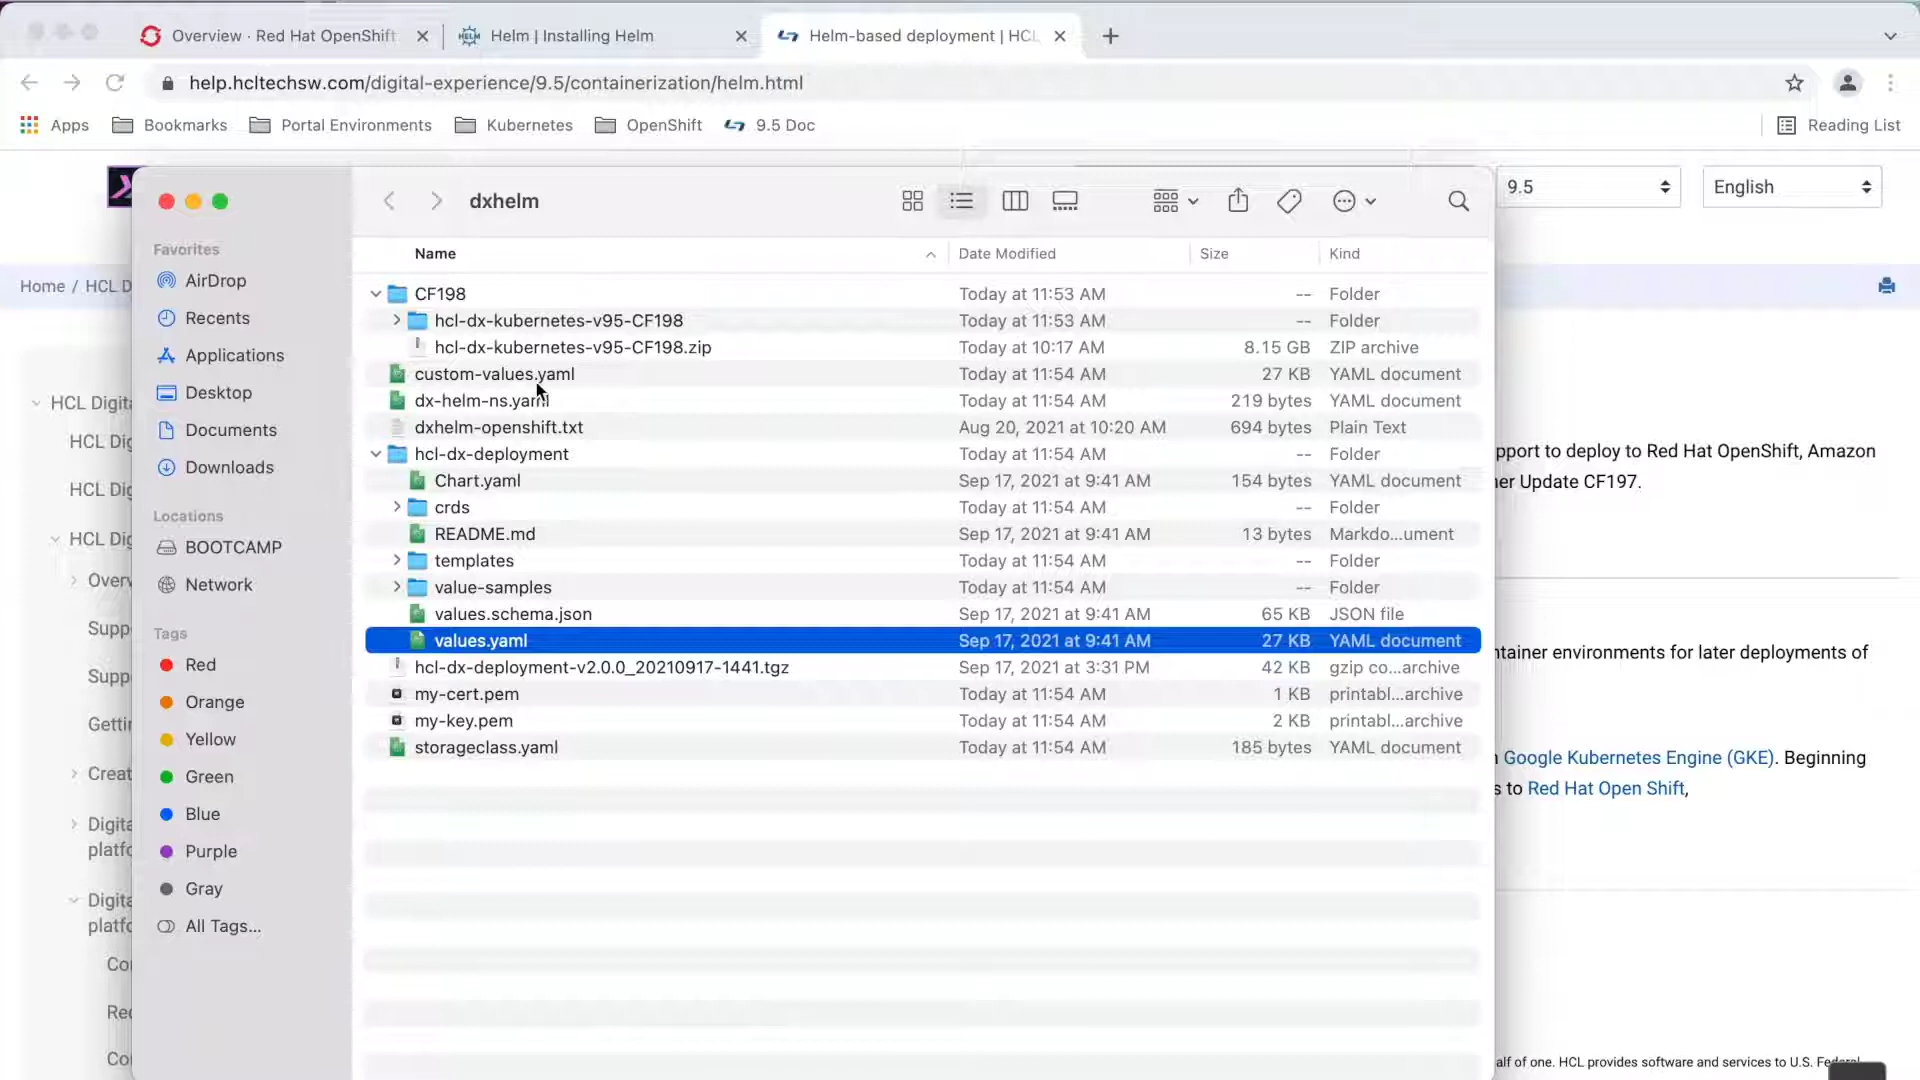 Overview · Red Hat OpenShift
Helm | Installing Helm
Helm-based deployment | HCL
help.hcltechsw.com/digital-experience/9.5/containerization/helm.html
Apps
Bookmarks
Portal Environments
Kubernetes
OpenShift
9.5 Doc
Reading List
9.5
English
dxhelm
Favorites
AirDrop
Recents
Applications
Desktop
Documents
Downloads
Locations
BOOTCAMP
Network
Tags
Red
Orange
Yellow
Green
Blue
Purple
Gray
All Tags...
Name Date Modified Size Kind
CF198 Today at 11:53 AM -- Folder
hcl-dx-kubernetes-v95-CF198 Today at 11:53 AM -- Folder
hcl-dx-kubernetes-v95-CF198.zip Today at 10:17 AM 8.15 GB ZIP archive
custom-values.yaml Today at 11:54 AM 27 KB YAML document
dx-helm-ns.yaml Today at 11:54 AM 219 bytes YAML document
dxhelm-openshift.txt Aug 20, 2021 at 10:20 AM 694 bytes Plain Text
hcl-dx-deployment Today at 11:54 AM -- Folder
Chart.yaml Sep 17, 2021 at 9:41 AM 154 bytes YAML document
crds Today at 11:54 AM -- Folder
README.md Sep 17, 2021 at 9:41 AM 13 bytes Markdo...ument
templates Today at 11:54 AM -- Folder
value-samples Today at 11:54 AM -- Folder
values.schema.json Sep 17, 2021 at 9:41 AM 65 KB JSON file
values.yaml Sep 17, 2021 at 9:41 AM 27 KB YAML document
hcl-dx-deployment-v2.0.0_20210917-1441.tgz Sep 17, 2021 at 3:31 PM 42 KB gzip co...archive
my-cert.pem Today at 11:54 AM 1 KB printabl...archive
my-key.pem Today at 11:54 AM 2 KB printabl...archive
storageclass.yaml Today at 11:54 AM 185 bytes YAML document
Home / HCL D
HCL Digita
HCL Dig
HCL Dig
HCL Dig
Overv
Suppo
Suppo
Gettin
Creat
Digita
platfo
Digita
platfo
Con
Rec
Con
pport to deploy to Red Hat OpenShift, Amazon
er Update CF197.
ntainer environments for later deployments of
Google Kubernetes Engine (GKE). Beginning
s to Red Hat Open Shift,
alf of one. HCL provides software and services to U.S. Federal